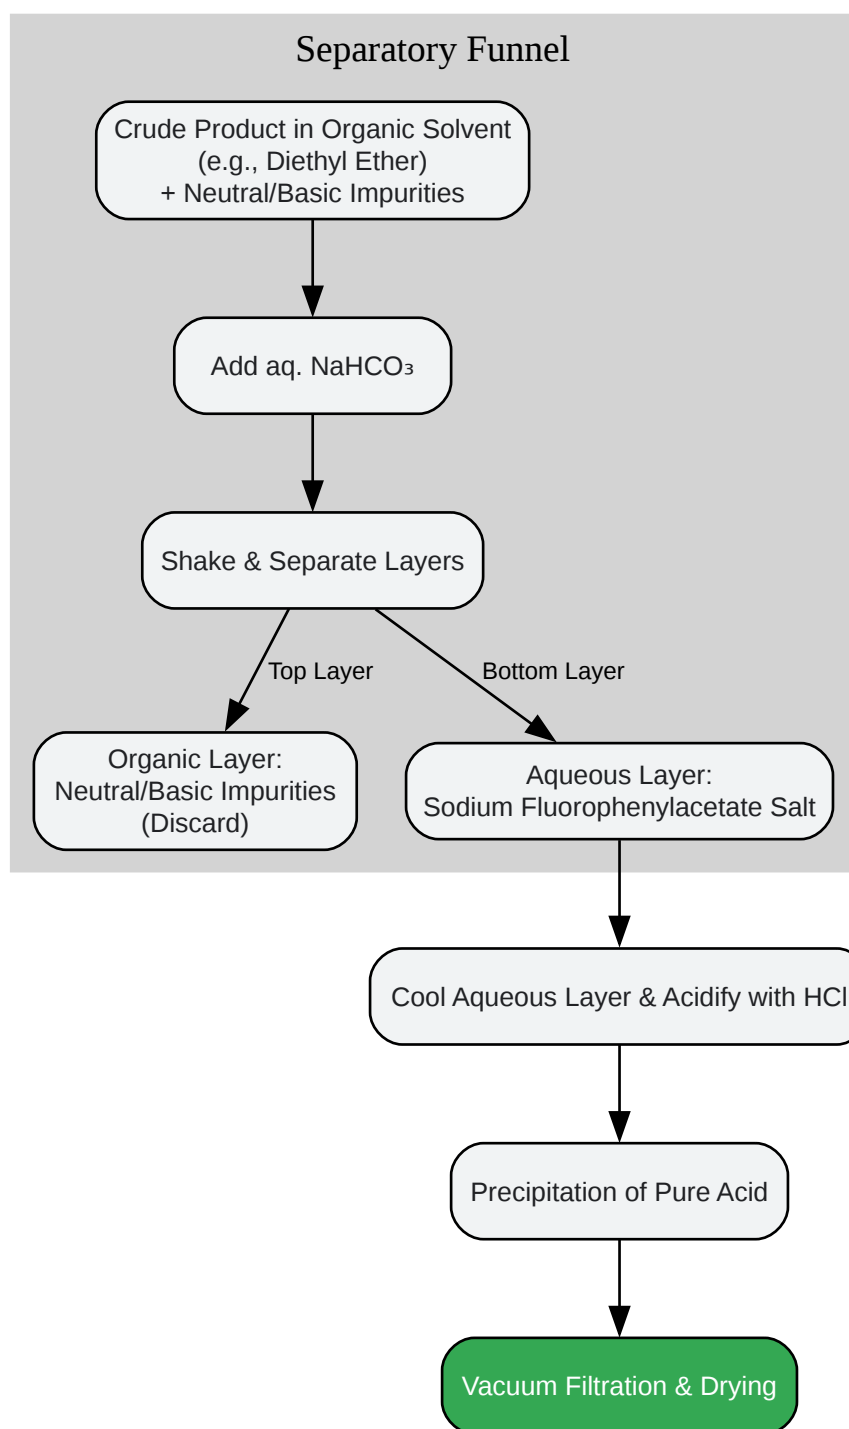 Separatory Funnel
Crude Product in Organic Solvent
(e.g., Diethyl Ether)
+ Neutral/Basic Impurities
Add aq. NaHCO₃
Shake & Separate Layers
Top Layer
Bottom Layer
Organic Layer:
Neutral/Basic Impurities
(Discard)
Aqueous Layer:
Sodium Fluorophenylacetate Salt
Cool Aqueous Layer & Acidify with HCl
Precipitation of Pure Acid
Vacuum Filtration & Drying